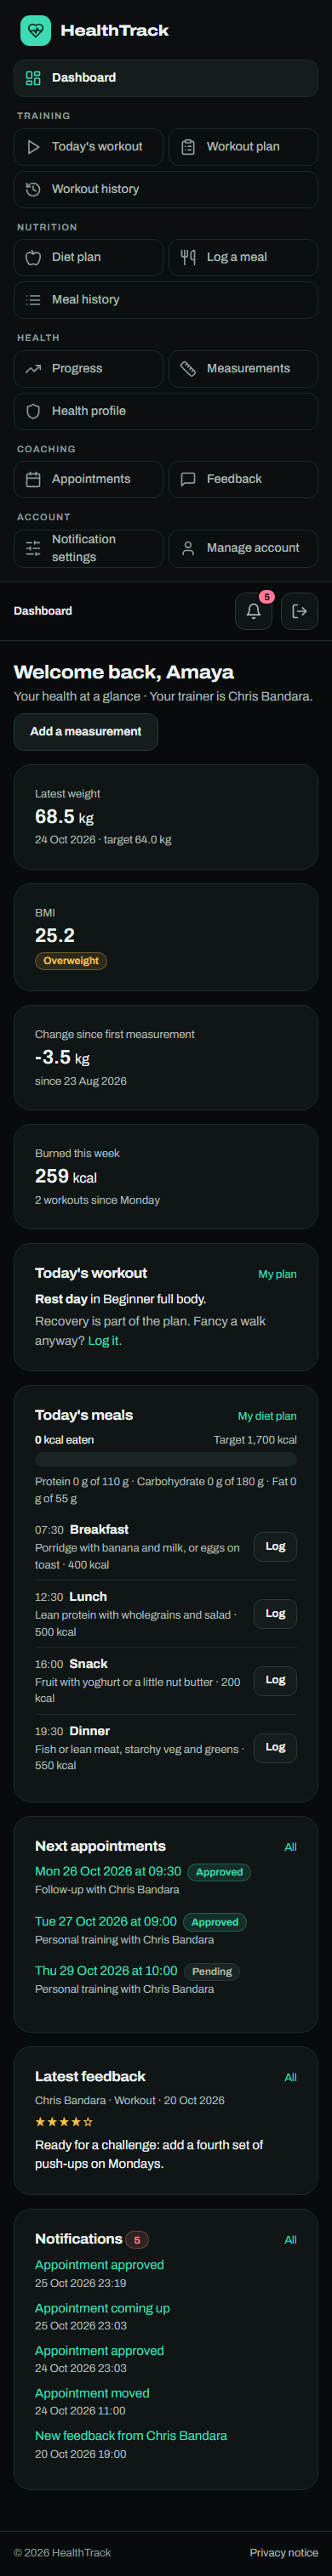 HealthTrack
Dashboard
TRAINING
Today's workout
Workout plan
Workout history
NUTRITION
Diet plan
Log a meal
Meal history
HEALTH
Progress
Measurements
Health profile
COACHING
Appointments
Feedback
ACCOUNT
Notification
settings
Manage account
Dashboard
5
Welcome back, Amaya
Your health at a glance · Your trainer is Chris Bandara.
Add a measurement
Latest weight
68.5 kg
24 Oct 2026 · target 64.0 kg
BMI
25.2
Overweight
Change since first measurement
-3.5 kg
since 23 Aug 2026
Burned this week
259 kcal
2 workouts since Monday
Today's workout
My plan
Rest day in Beginner full body.
Recovery is part of the plan. Fancy a walk
anyway? Log it.
Today's meals
My diet plan
0 kcal eaten
Target 1,700 kcal
Protein 0 g of 110 g · Carbohydrate 0 g of 180 g · Fat 0
g of 55 g
07:30 Breakfast
Porridge with banana and milk, or eggs on
toast · 400 kcal
Log
12:30 Lunch
Lean protein with wholegrains and salad ·
500 kcal
Log
16:00 Snack
Fruit with yoghurt or a little nut butter · 200
kcal
Log
19:30 Dinner
Fish or lean meat, starchy veg and greens ·
550 kcal
Log
Next appointments
All
Mon 26 Oct 2026 at 09:30 Approved
Follow-up with Chris Bandara
Tue 27 Oct 2026 at 09:00 Approved
Personal training with Chris Bandara
Thu 29 Oct 2026 at 10:00 Pending
Personal training with Chris Bandara
Latest feedback
All
Chris Bandara · Workout · 20 Oct 2026
★★★★☆
Ready for a challenge: add a fourth set of
push-ups on Mondays.
Notifications 5
All
Appointment approved
25 Oct 2026 23:19
Appointment coming up
25 Oct 2026 23:03
Appointment approved
24 Oct 2026 23:03
Appointment moved
24 Oct 2026 11:00
New feedback from Chris Bandara
20 Oct 2026 19:00
© 2026 HealthTrack
Privacy notice